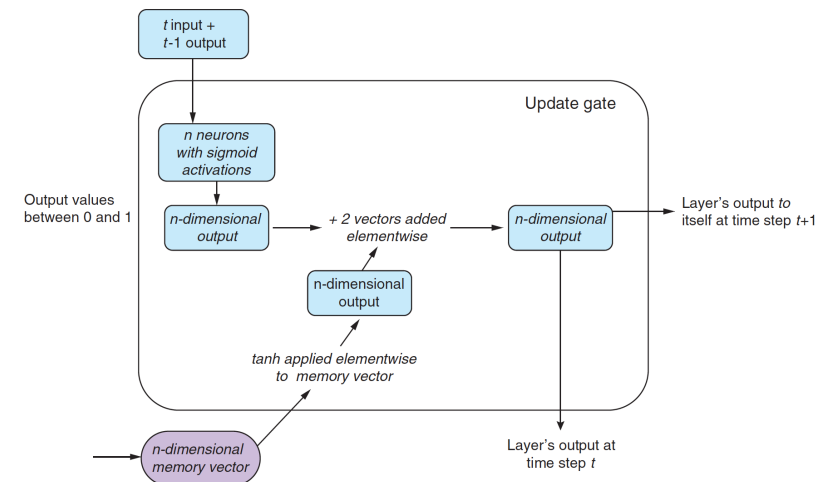 t input +
t-1 output
Update gate
n neurons
with sigmoid
activations
Output values
between 0 and 1
n-dimensional
output
+ 2 vectors added
elementwise
n-dimensional
output
Layer's output to
itself at time step t+1
n-dimensional
output
tanh applied elementwise
to memory vector
n-dimensional
memory vector
Layer's output at
time step t